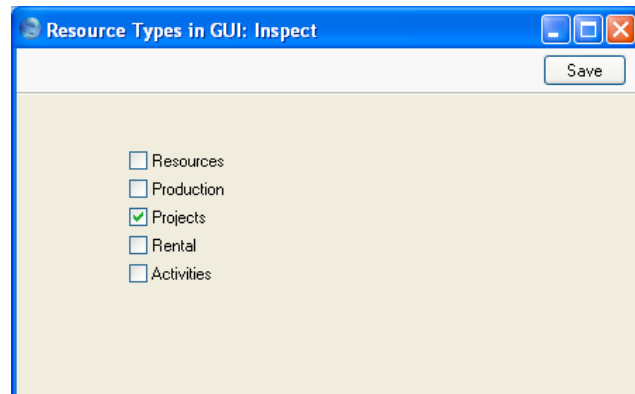 Resource Types in GUI: Inspect
Save
Resources
Production
Projects
Rental
Activities